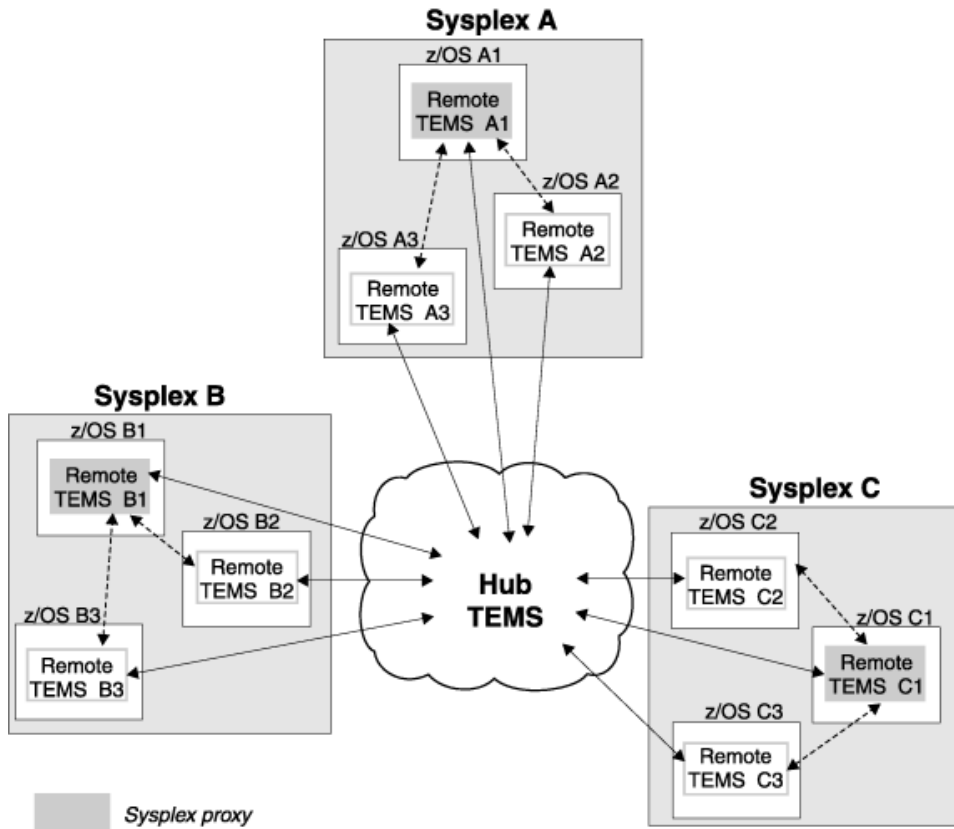 Sysplex A
z/OS A1
Remote
TEMS A1
z/OS A2
Remote
TEMS A2
z/OS A3
Remote
TEMS A3
Sysplex B
z/OS B1
Remote
TEMS B1
z/OS B2
Remote
TEMS B2
z/OS B3
Remote
TEMS B3
Hub
TEMS
Sysplex C
z/OS C2
Remote
TEMS C2
z/OS C1
Remote
TEMS C1
z/OS C3
Remote
TEMS C3
Sysplex proxy